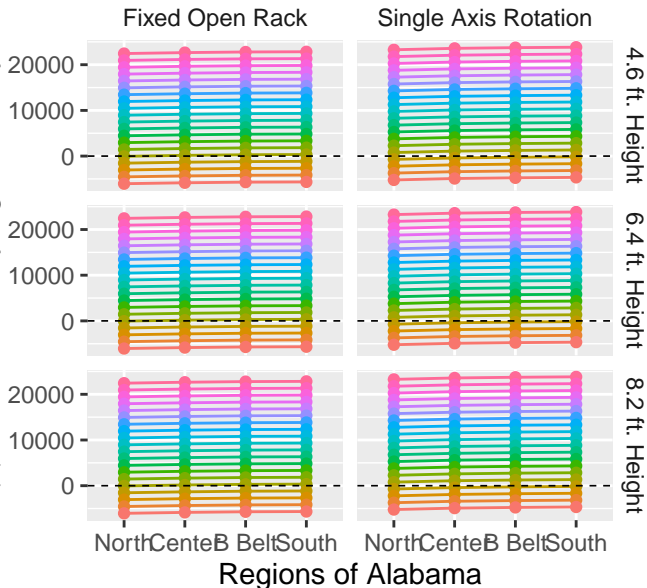 Fixed Open Rack Single Axis Rotation
20000
10000
0
4.6 ft. Height
20000
10000
0
6.4 ft. Height
20000
10000
0
8.2 ft. Height
North Center B Belt South North Center B Belt South
Regions of Alabama